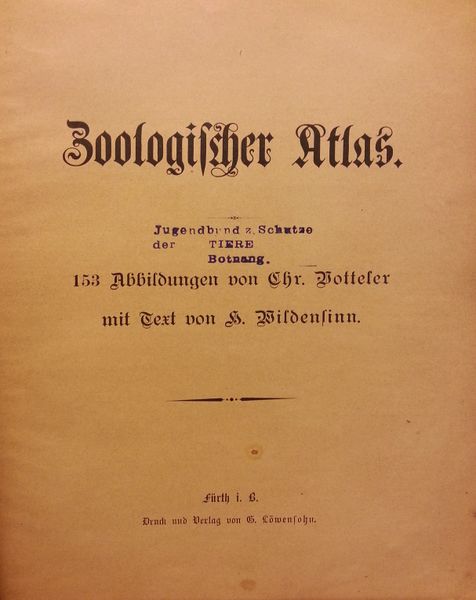 Zoologischer Atlas.
Jugendbund z. Schutze
der TIERE
Botnang.
153 Abbildungen von Chr. Votteler
mit Text von H. Wildensinn.
Fürth i. B.
Druck und Verlag von G. Löwensohn.